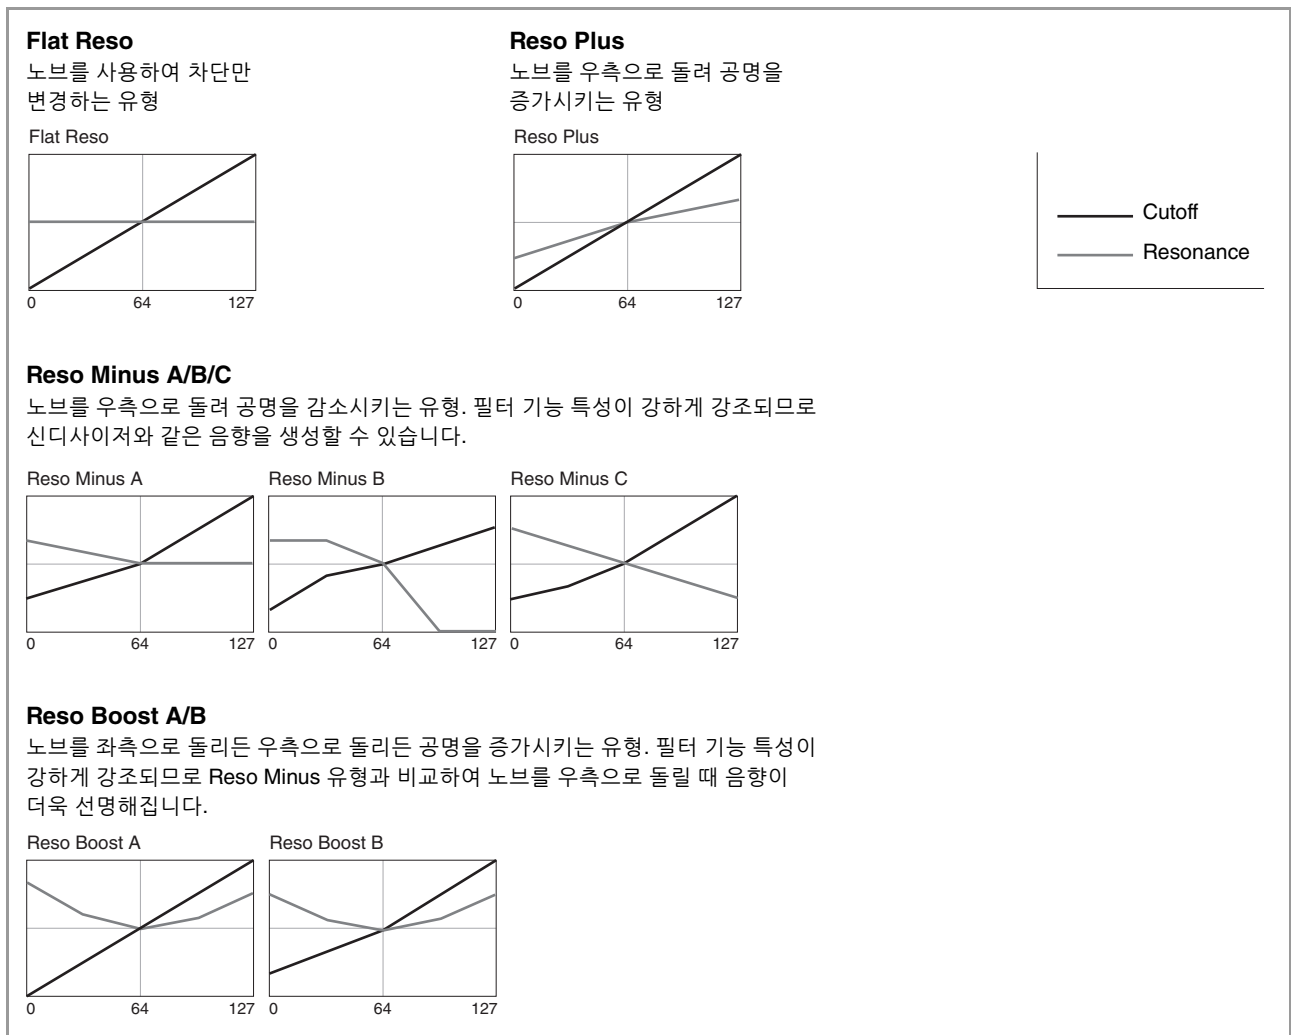 Flat Reso
노브를 사용하여 차단만
변경하는 유형
Flat Reso
0 64 127
Reso Plus
노브를 우측으로 돌려 공명을
증가시키는 유형
Reso Plus
0 64 127
Cutoff
Resonance
Reso Minus A/B/C
노브를 우측으로 돌려 공명을 감소시키는 유형. 필터 기능 특성이 강하게 강조되므로
신디사이저와 같은 음향을 생성할 수 있습니다.
Reso Minus A
0 64 127
Reso Minus B
0 64 127
Reso Minus C
0 64 127
Reso Boost A/B
노브를 좌측으로 돌리든 우측으로 돌리든 공명을 증가시키는 유형. 필터 기능 특성이
강하게 강조되므로 Reso Minus 유형과 비교하여 노브를 우측으로 돌릴 때 음향이
더욱 선명해집니다.
Reso Boost A
0 64 127
Reso Boost B
0 64 127